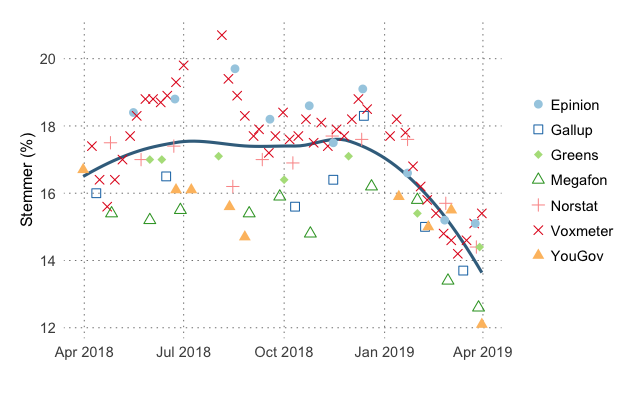 Stemmer (%)
20
18
16
14
12
Apr 2018
Jul 2018
Oct 2018
Jan 2019
Apr 2019
Epinion
Gallup
Greens
Megafon
Norstat
Voxmeter
YouGov